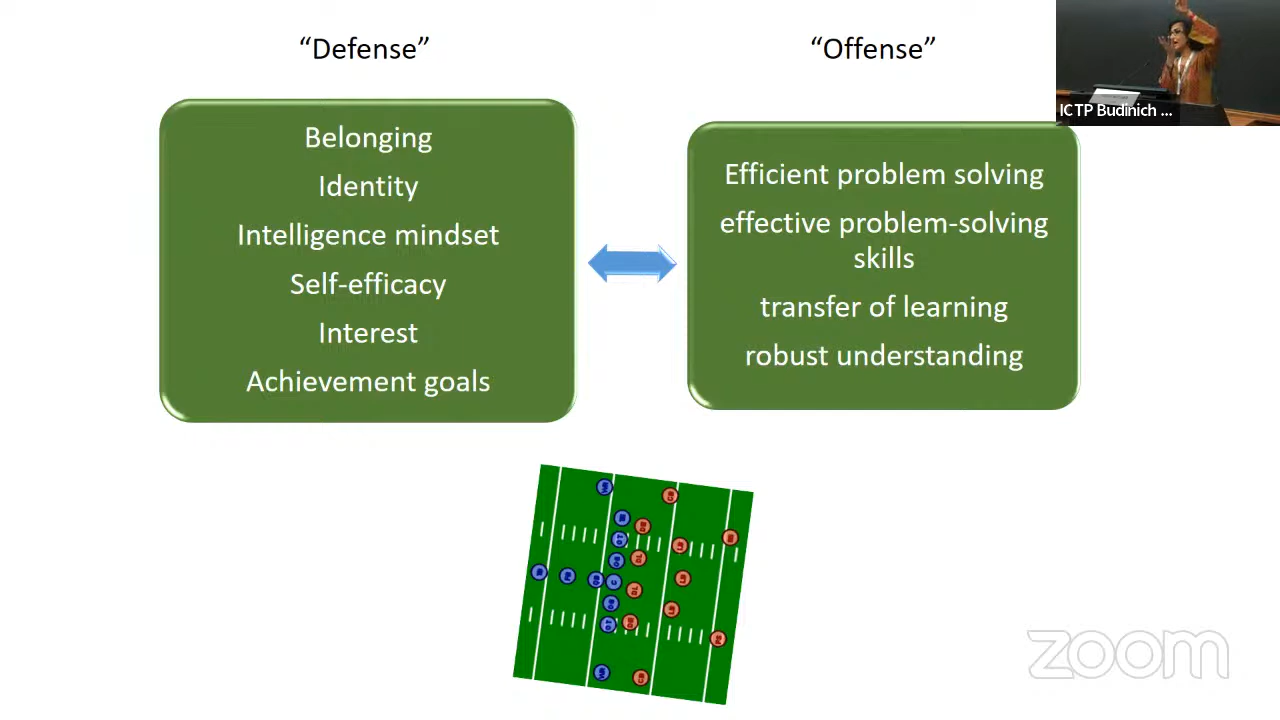 “Defense”
“Offense”
ICTP Budinich ...
Belonging
Identity
Intelligence mindset
Self-efficacy
Interest
Achievement goals
Efficient problem solving
effective problem-solving
skills
transfer of learning
robust understanding
zoom